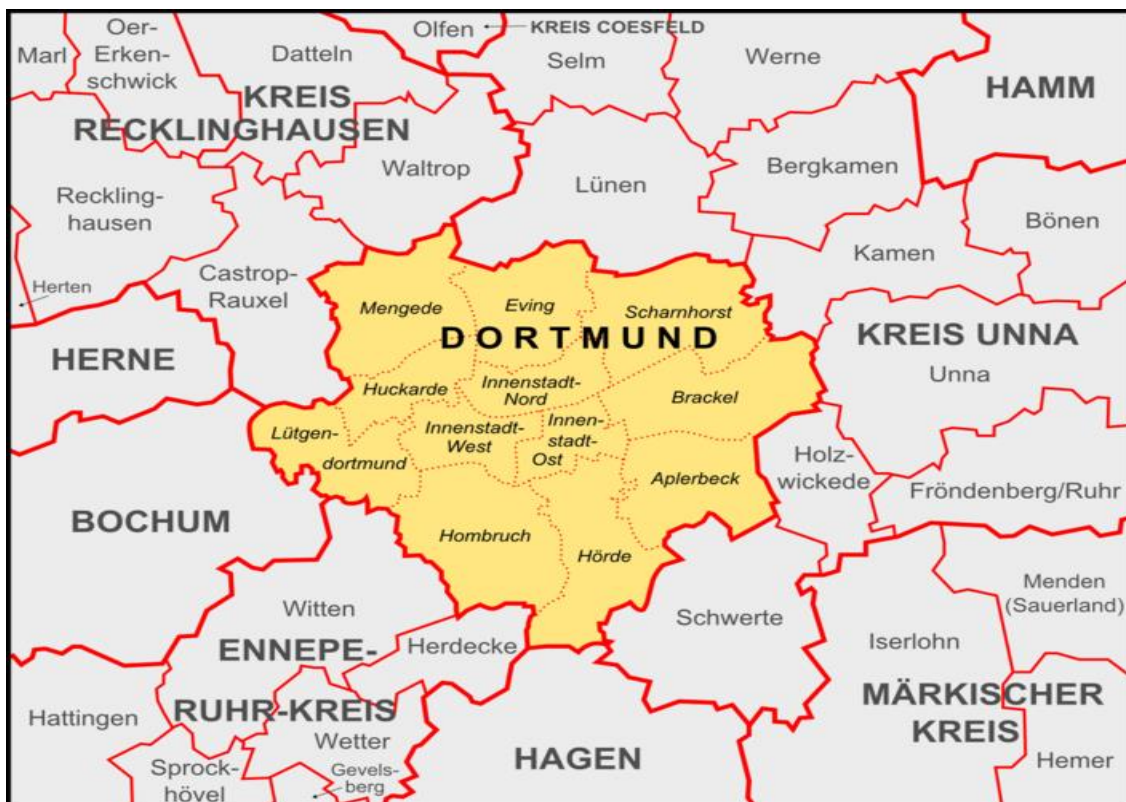 Olfen
KREIS COESFELD
Oer-
Erken-
schwick
Marl
Datteln
Selm
Werne
HAMM
KREIS
RECKLINGHAUSEN
Waltrop
Lünen
Bergkamen
Reckling-
hausen
Bönen
Kamen
Castrop-
Rauxel
Herten
Mengede
Eving
Scharnhorst
DORTMUND
HERNE
KREIS UNNA
Unna
Huckarde
Innenstadt-
Nord
Brackel
Lütgen-
dortmund
Innenstadt-
West
Innen-
stadt-
Ost
Aplerbeck
Holz-
wickede
Fröndenberg/Ruhr
BOCHUM
Hombruch
Hörde
Menden
(Sauerland)
Witten
Schwerte
Iserlohn
ENNEPE-
RUHR-KREIS
Herdecke
MÄRKISCHER
KREIS
Hattingen
Wetter
HAGEN
Hemer
Sprock-
hövel
Gevels-
berg